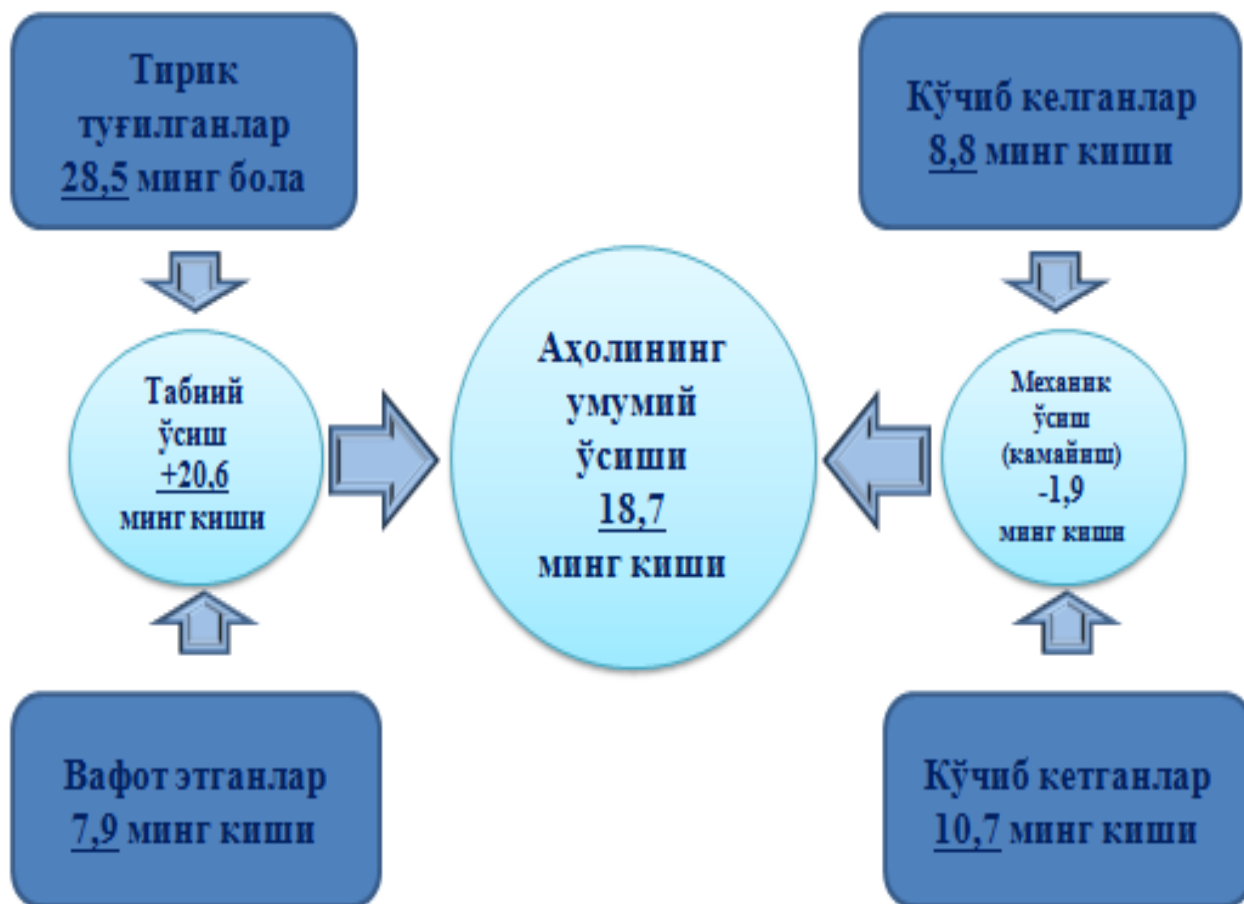 Тирик
туғилганлар
28,5 минг бола
Кўчиб келганлар
8,8 минг киши
Табиий
ўсиш
+20,6
минг киши
Аҳолининг
умумий
ўсиши
18,7
минг киши
Механик
ўсиш
(камайиш)
-1,9
минг киши
Вафот этганлар
7,9 минг киши
Кўчиб кетганлар
10,7 минг киши